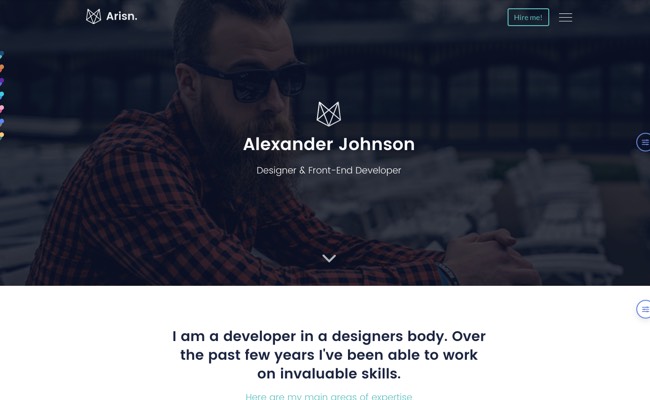 Arisn.
Hire me!
Alexander Johnson
Designer & Front-End Developer
I am a developer in a designers body. Over
the past few years I've been able to work
on invaluable skills.
Here are my main areas of expertise